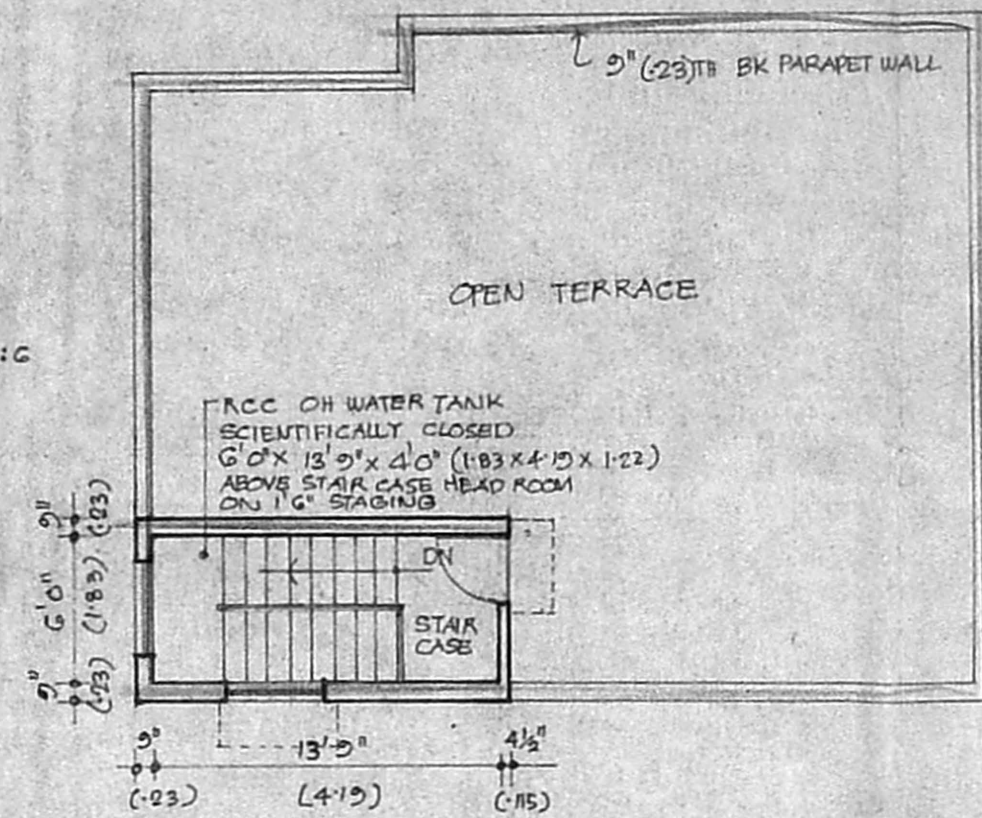 9" (·23)TH BK PARAPET WALL
OPEN TERRACE
:6
RCC OH WATER TANK
SCIENTIFICALLY CLOSED
6'0" X 13'9" X 4'0" (1·83 X 4·19 X 1·22)
ABOVE STAIR CASE HEAD ROOM
ON 1'6" STAGING
9"
(·23)
6'0"
(1·83)
9"
(·23)
DN
STAIR
CASE
9"
13'-9"
4½"
(·23)
(4·19)
(·115)